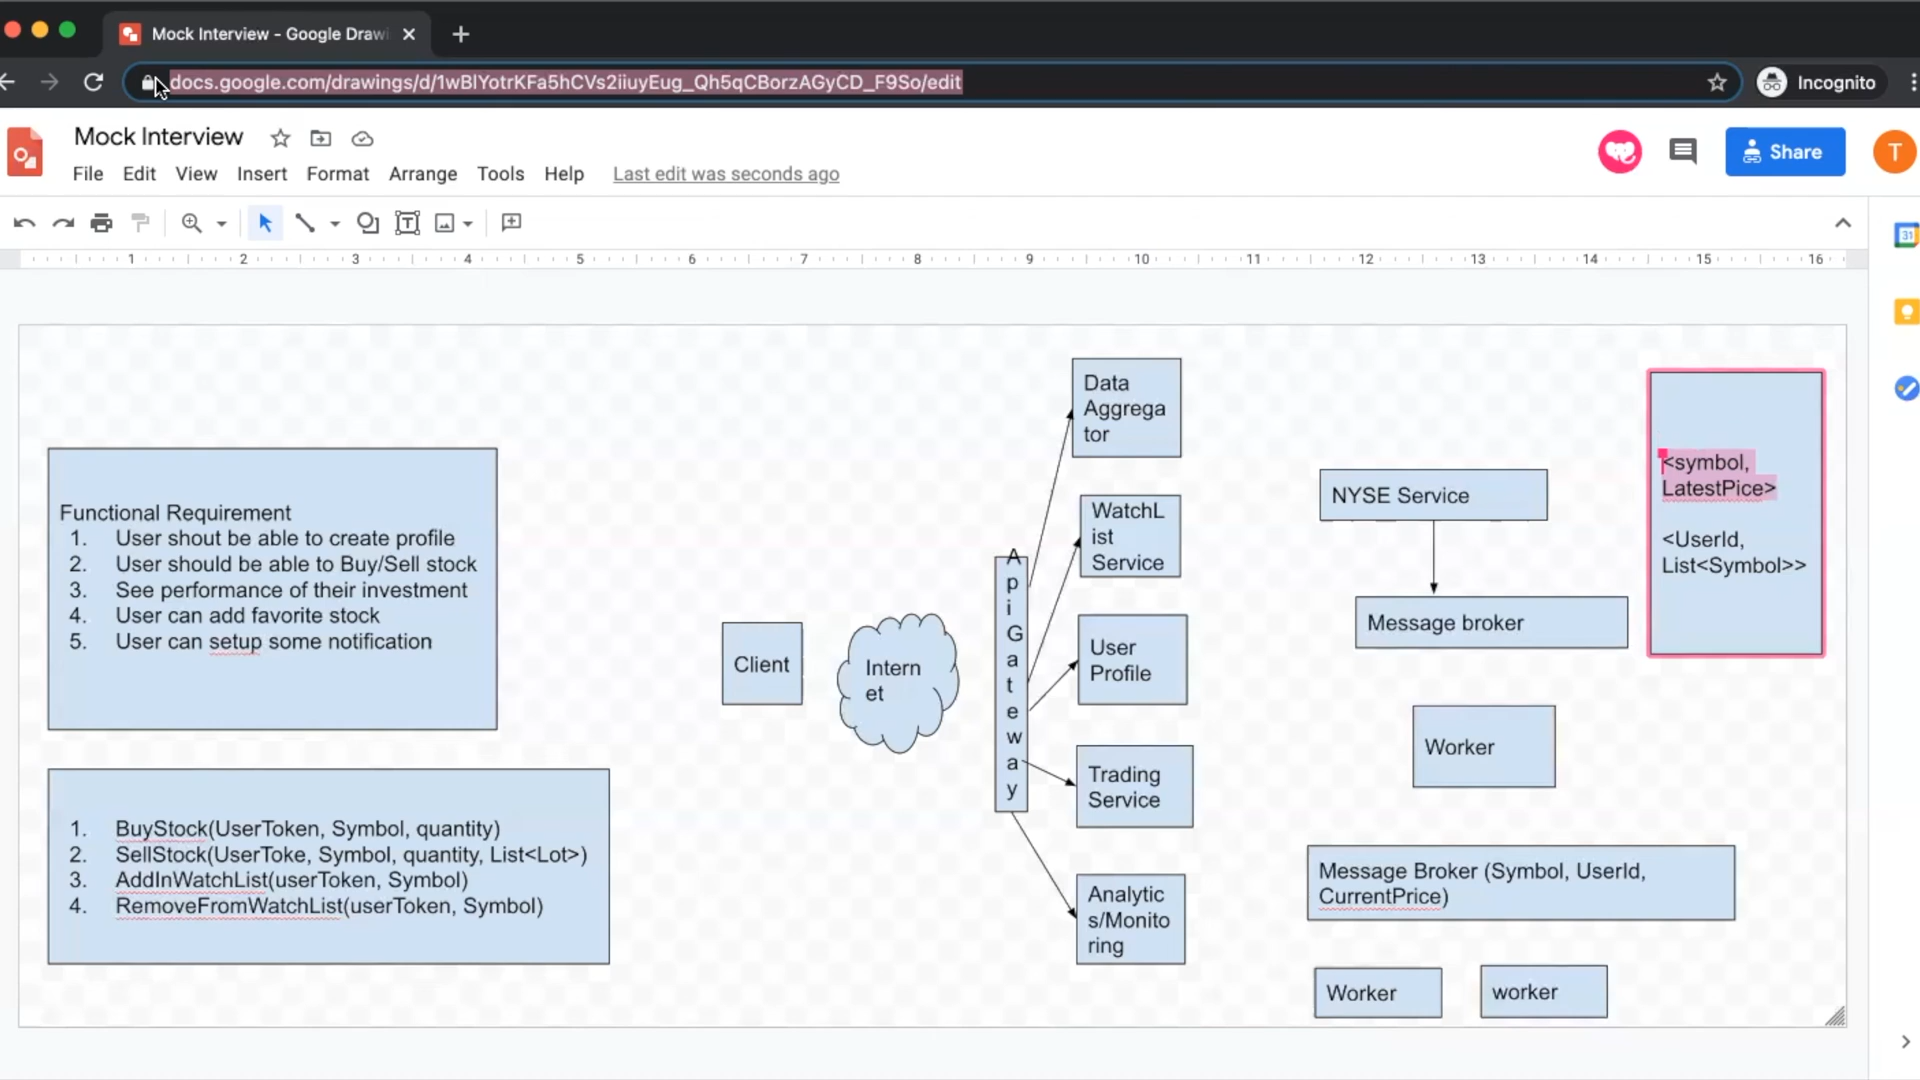 Mock Interview - Google Drawi
docs.google.com/drawings/d/1wBlYotrKFa5hCVs2iiuyEug_Qh5qCBorzAGyCD_F9So/edit
Incognito
Mock Interview
File Edit View Insert Format Arrange Tools Help Last edit was seconds ago
Share
T
1 2 3 4 5 6 7 8 9 10 11 12 13 14 15 16
31
Functional Requirement
1. User shout be able to create profile
2. User should be able to Buy/Sell stock
3. See performance of their investment
4. User can add favorite stock
5. User can setup some notification
1. BuyStock(UserToken, Symbol, quantity)
2. SellStock(UserToke, Symbol, quantity, List<Lot>)
3. AddInWatchList(userToken, Symbol)
4. RemoveFromWatchList(userToken, Symbol)
Client
Intern
et
A
p
i
G
a
t
e
w
a
y
Data
Aggrega
tor
WatchL
ist
Service
User
Profile
Trading
Service
Analytic
s/Monito
ring
NYSE Service
Message broker
Worker
Message Broker (Symbol, UserId,
CurrentPrice)
Worker
worker
<symbol,
LatestPice>
<UserId,
List<Symbol>>